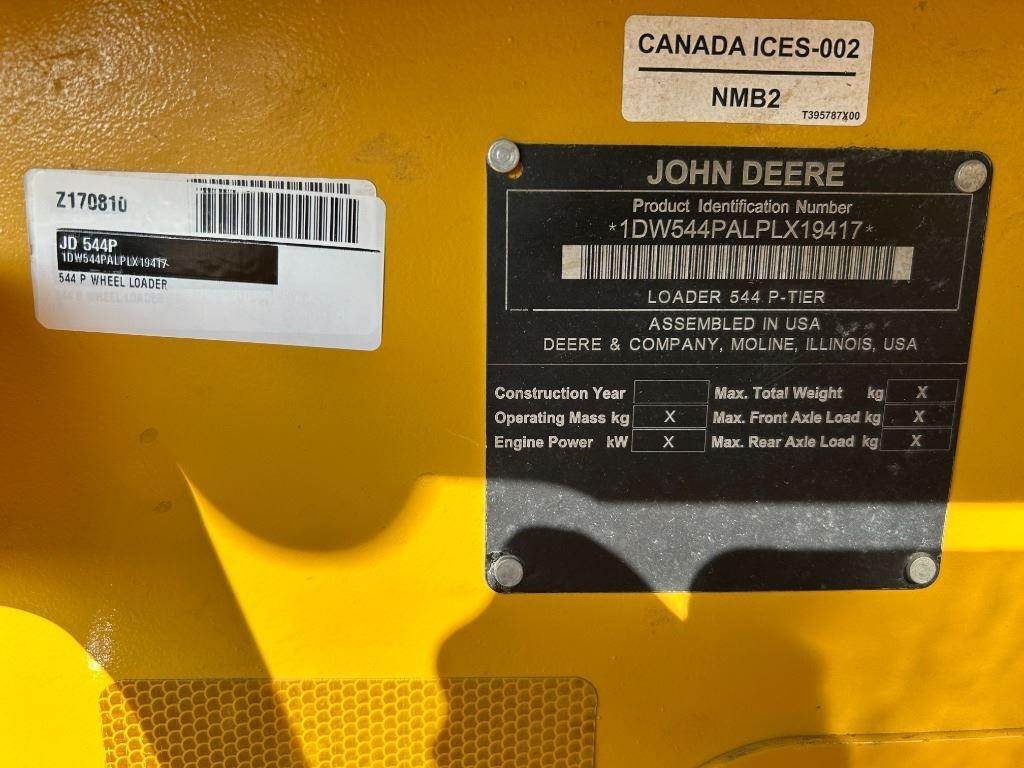 CANADA ICES-002
NMB2
T395787X00
Z170810
JD 544P
1DW544PALPLX19417
544 P WHEEL LOADER
JOHN DEERE
Product Identification Number
*1DW544PALPLX19417*
LOADER 544 P-TIER
ASSEMBLED IN USA
DEERE & COMPANY, MOLINE, ILLINOIS, USA
Construction Year Max. Total Weight kg X
Operating Mass kg X Max. Front Axle Load kg X
Engine Power kW X Max. Rear Axle Load kg X